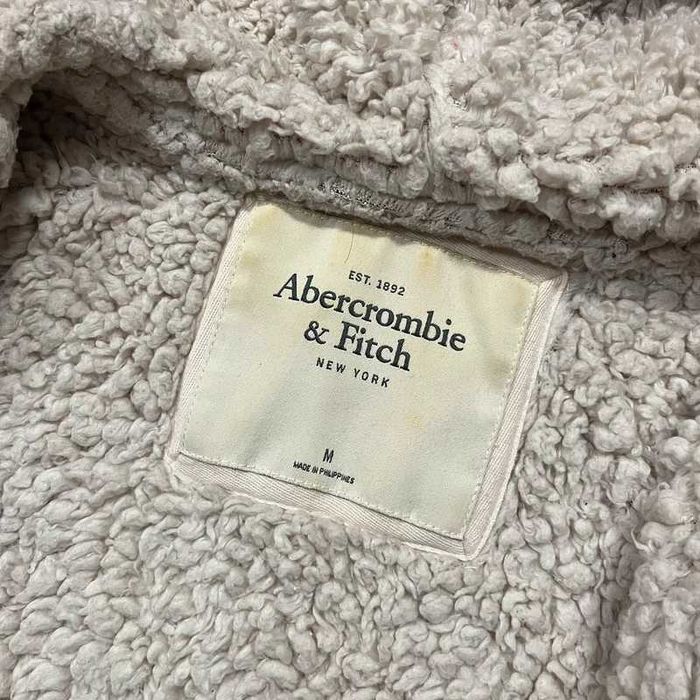 EST. 1892
Abercrombie
& Fitch
NEW YORK
M
MADE IN PHILIPPINES